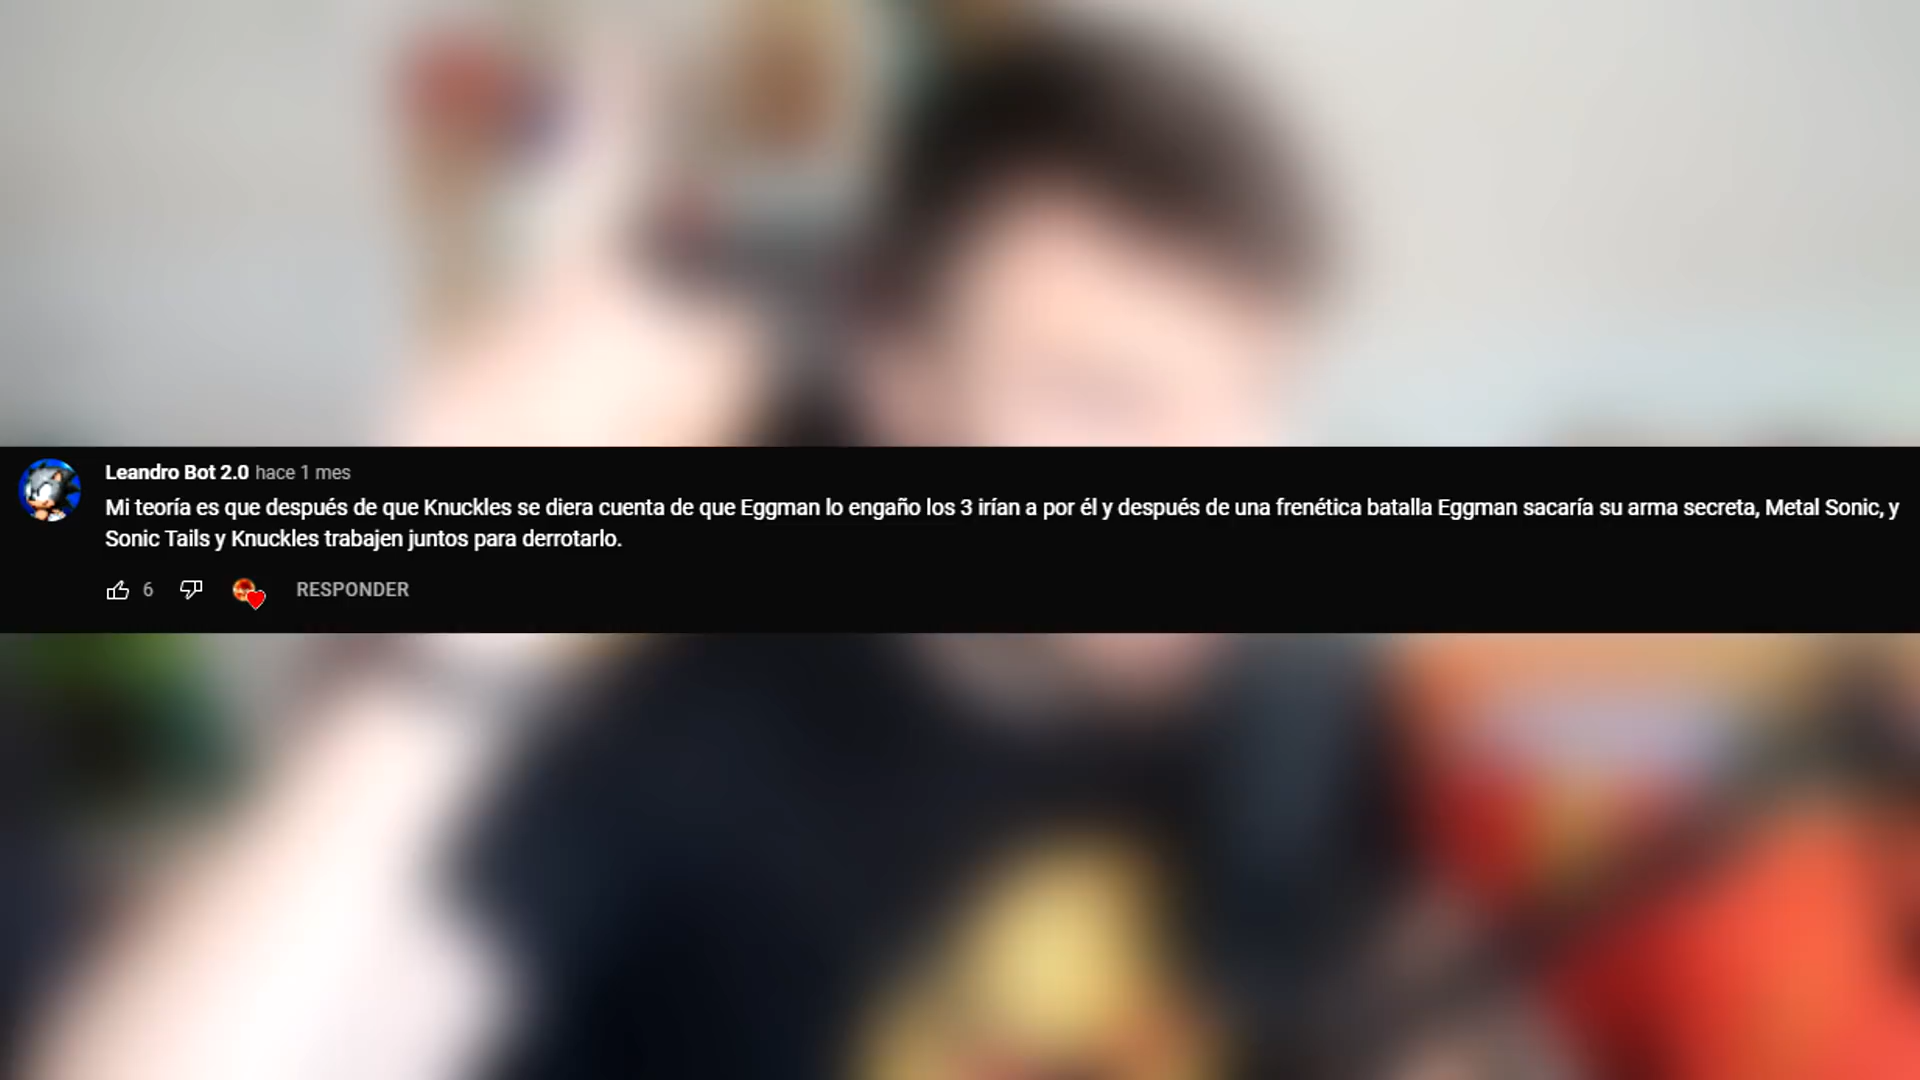 Leandro Bot 2.0 hace 1 mes
Mi teoría es que después de que Knuckles se diera cuenta de que Eggman lo engaño los 3 irían a por él y después de una frenética batalla Eggman sacaría su arma secreta, Metal Sonic, y
Sonic Tails y Knuckles trabajen juntos para derrotarlo.
6 RESPONDER